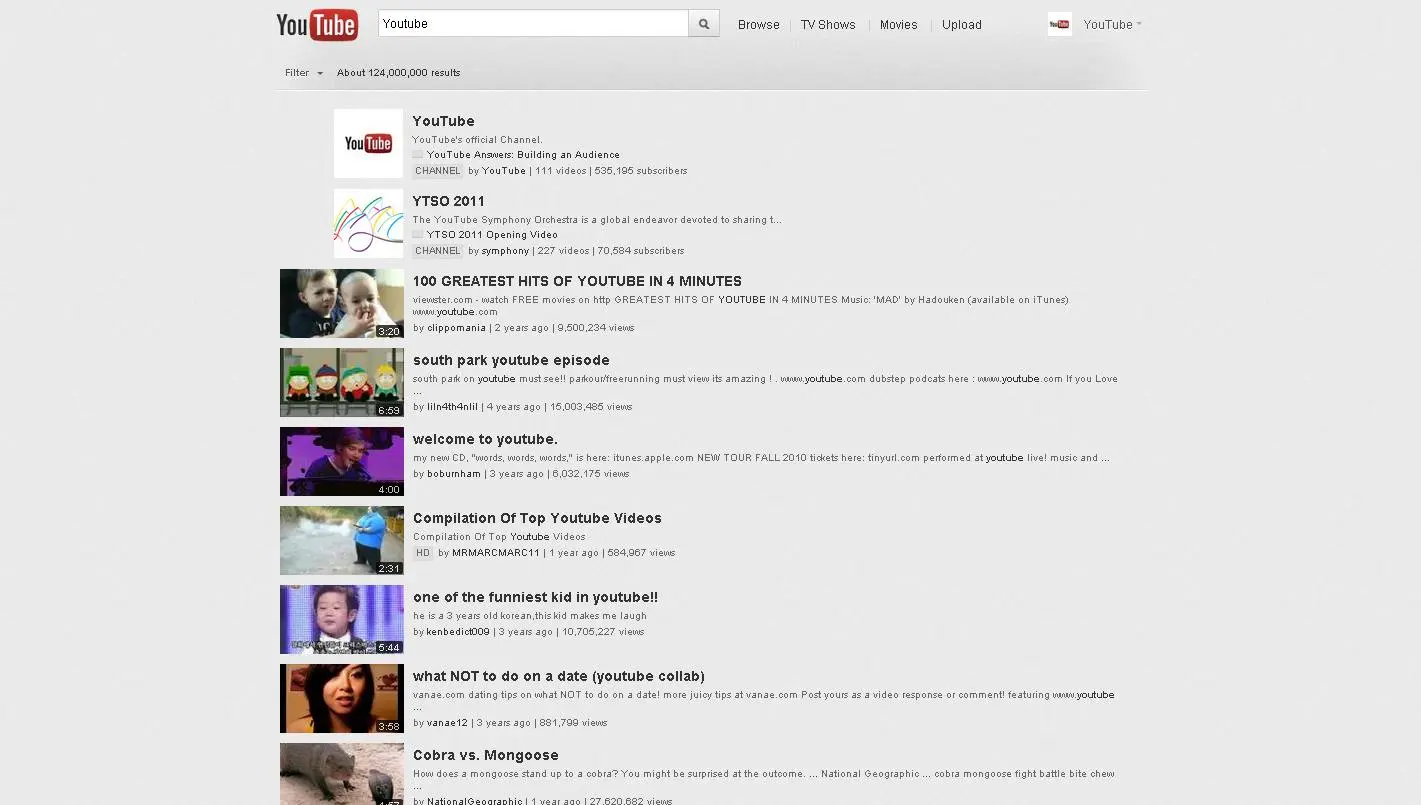 YouTube
Youtube
Browse
TV Shows
Movies
Upload
YouTube
YouTube
Filter
About 124,000,000 results
YouTube
YouTube
YouTube's official Channel.
YouTube Answers: Building an Audience
CHANNEL by YouTube | 111 videos | 535,195 subscribers
YTSO 2011
The YouTube Symphony Orchestra is a global endeavor devoted to sharing t...
YTSO 2011 Opening Video
CHANNEL by symphony | 227 videos | 70,584 subscribers
3:20
100 GREATEST HITS OF YOUTUBE IN 4 MINUTES
viewster.com - watch FREE movies on http GREATEST HITS OF YOUTUBE IN 4 MINUTES Music: 'MAD' by Hadouken (available on iTunes)
www.youtube.com
by clippomania | 2 years ago | 9,500,234 views
6:59
south park youtube episode
south park on youtube must see!! parkour/freerunning must view its amazing ! . www.youtube.com dubstep podcats here : www.youtube.com If you Love
...
by liln4th4nlil | 4 years ago | 15,003,485 views
4:00
welcome to youtube.
my new CD, "words, words, words," is here: itunes.apple.com NEW TOUR FALL 2010 tickets here: tinyurl.com performed at youtube live! music and ...
by boburnham | 3 years ago | 6,032,175 views
2:31
Compilation Of Top Youtube Videos
Compilation Of Top Youtube Videos
HD by MRMARCMARC11 | 1 year ago | 584,967 views
5:44
one of the funniest kid in youtube!!
he is a 3 years old korean,this kid makes me laugh
by kenbedict009 | 3 years ago | 10,705,227 views
3:58
what NOT to do on a date (youtube collab)
vanae.com dating tips on what NOT to do on a date! more juicy tips at vanae.com Post yours as a video response or comment! featuring www.youtube
...
by vanae12 | 3 years ago | 881,799 views
Cobra vs. Mongoose
How does a mongoose stand up to a cobra? You might be surprised at the outcome. ... National Geographic ... cobra mongoose fight battle bite chew
...
by NationalGeographic | 1 year ago | 27,620,682 views